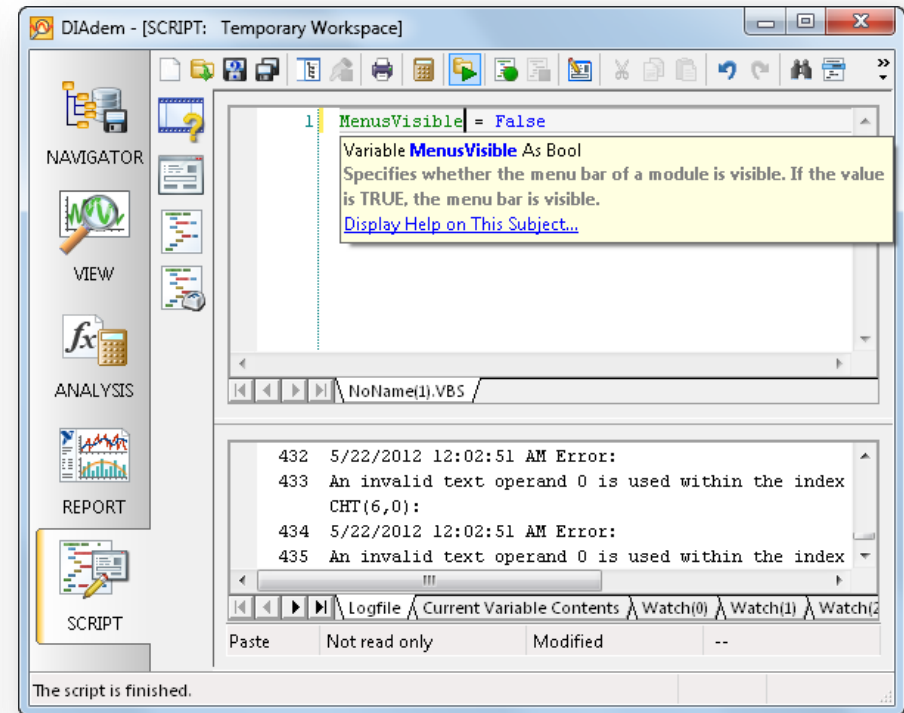 DIAdem - [SCRIPT:  Temporary Workspace]
NAVIGATOR
VIEW
fx
ANALYSIS
REPORT
SCRIPT
1 MenusVisible = False
Variable MenusVisible As Bool
Specifies whether the menu bar of a module is visible. If the value
is TRUE, the menu bar is visible.
Display Help on This Subject...
NoName(1).VBS
432 5/22/2012 12:02:51 AM Error:
433 An invalid text operand 0 is used within the index
CHT(6,0):
434 5/22/2012 12:02:51 AM Error:
435 An invalid text operand 0 is used within the index
Logfile Current Variable Contents Watch(0) Watch(1) Watch(2
Paste Not read only Modified --
The script is finished.